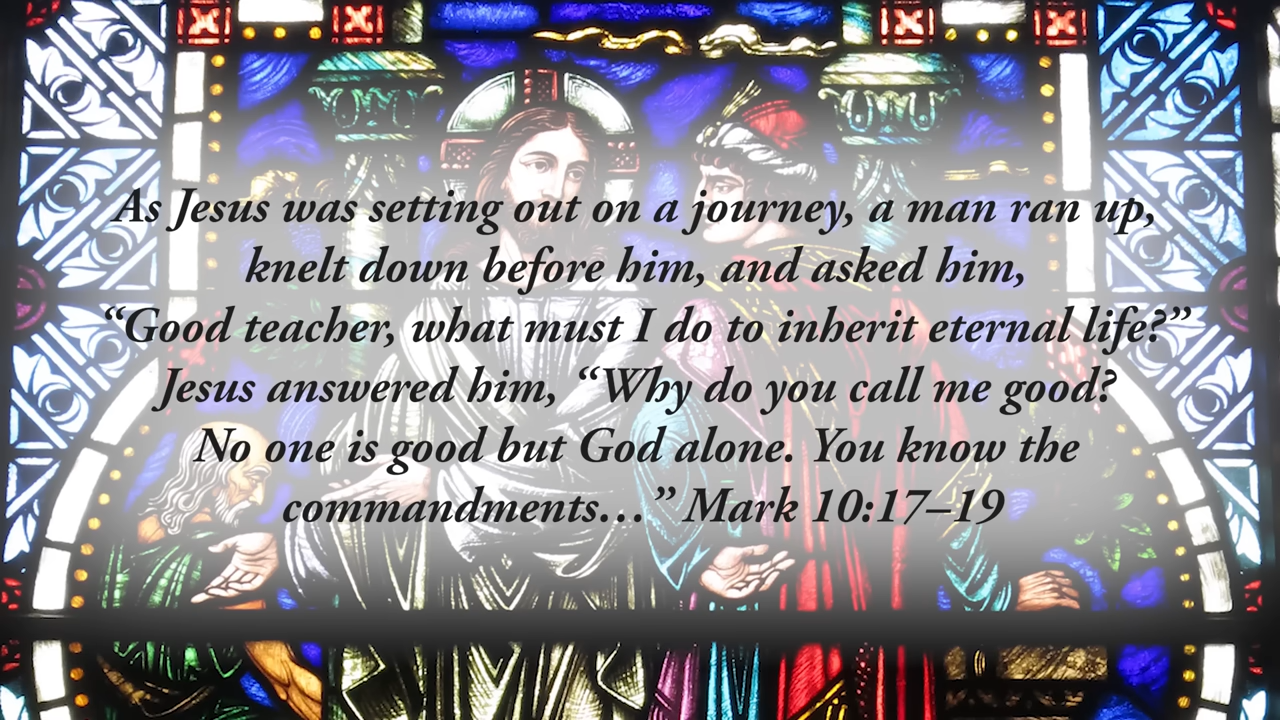 As Jesus was setting out on a journey, a man ran up,
knelt down before him, and asked him,
“Good teacher, what must I do to inherit eternal life?”
Jesus answered him, “Why do you call me good?
No one is good but God alone. You know the
commandments…” Mark 10:17–19